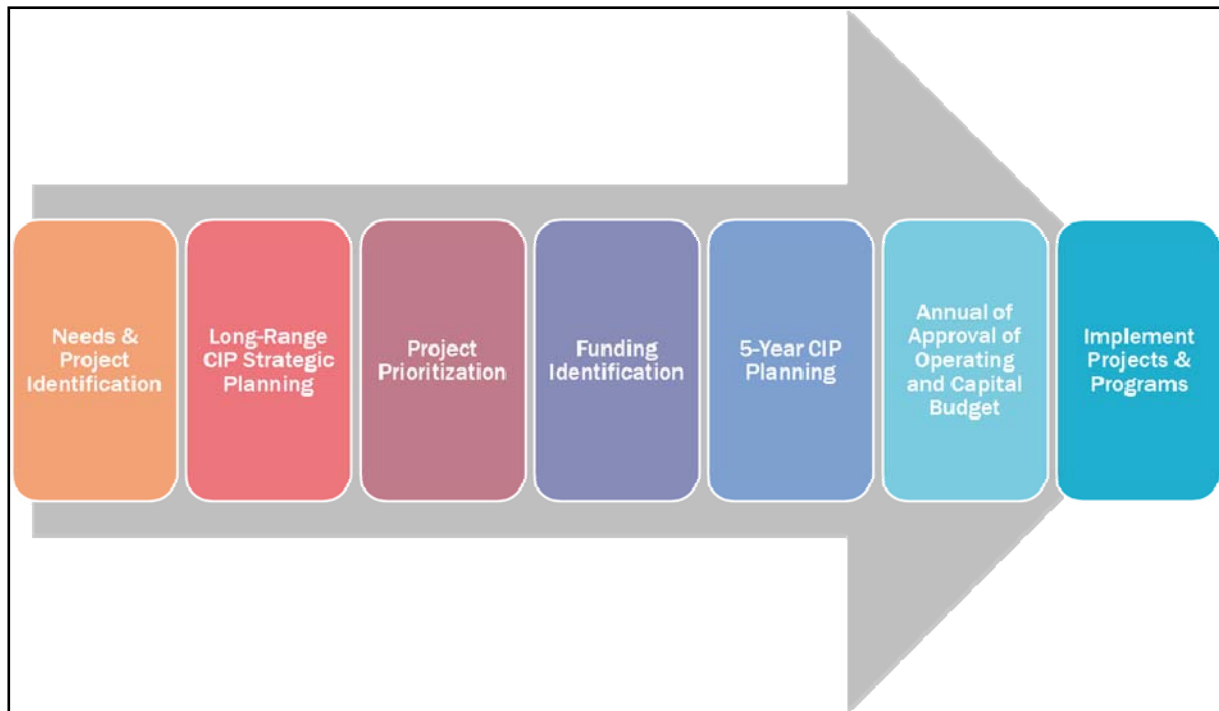 Needs &
Project
Identification
Long-Range
CIP Strategic
Planning
Project
Prioritization
Funding
Identification
5-Year CIP
Planning
Annual of
Approval of
Operating
and Capital
Budget
Implement
Projects &
Programs